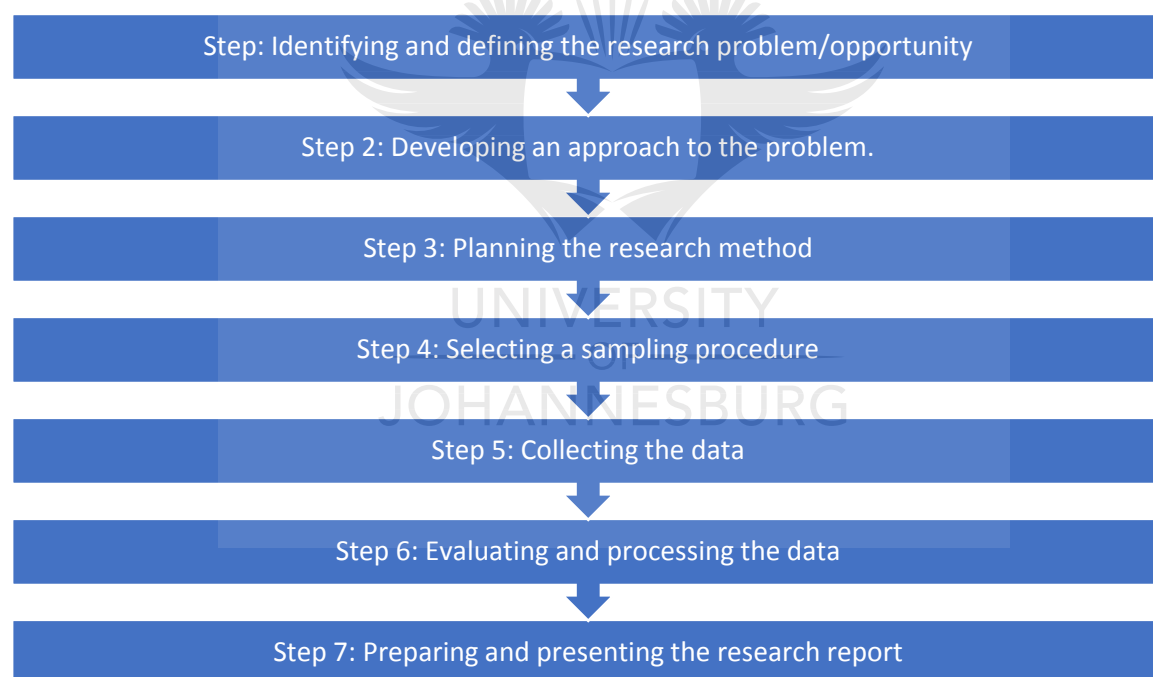 Step: Identifying and defining the research problem/opportunity
Step 2: Developing an approach to the problem.
Step 3: Planning the research method
UNIVERSITY
Step 4: Selecting a sampling procedure
OF
JOHANNESBURG
Step 5: Collecting the data
Step 6: Evaluating and processing the data
Step 7: Preparing and presenting the research report